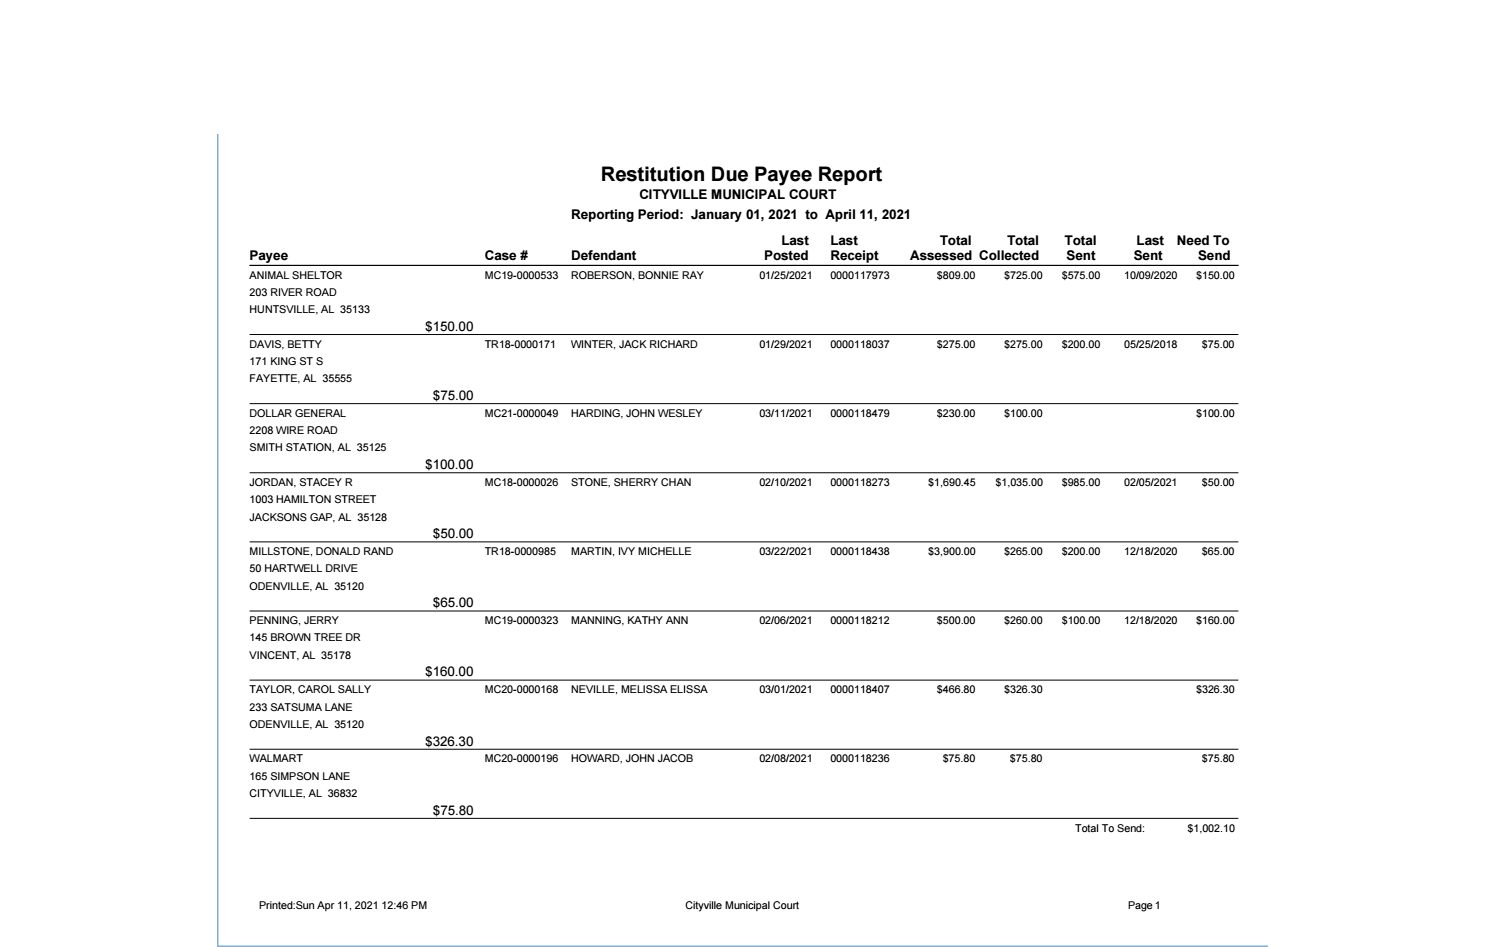 Restitution Due Payee Report
CITYVILLE MUNICIPAL COURT
Reporting Period: January 01, 2021 to April 11, 2021
Last Last Total Total Total Last Need To
Payee Case # Defendant Posted Receipt Assessed Collected Sent Sent Send
ANIMAL SHELTOR MC19-0000533 ROBERSON, BONNIE RAY 01/25/2021 0000117973 $809.00 $725.00 $575.00 10/09/2020 $150.00
203 RIVER ROAD
HUNTSVILLE, AL 35133
$150.00
DAVIS, BETTY TR18-0000171 WINTER, JACK RICHARD 01/29/2021 0000118037 $275.00 $275.00 $200.00 05/25/2018 $75.00
171 KING ST S
FAYETTE, AL 35555
$75.00
DOLLAR GENERAL MC21-0000049 HARDING, JOHN WESLEY 03/11/2021 0000118479 $230.00 $100.00 $100.00
2208 WIRE ROAD
SMITH STATION, AL 35125
$100.00
JORDAN, STACEY R MC18-0000026 STONE, SHERRY CHAN 02/10/2021 0000118273 $1,690.45 $1,035.00 $985.00 02/05/2021 $50.00
1003 HAMILTON STREET
JACKSONS GAP, AL 35128
$50.00
MILLSTONE, DONALD RAND TR18-0000985 MARTIN, IVY MICHELLE 03/22/2021 0000118438 $3,900.00 $265.00 $200.00 12/18/2020 $65.00
50 HARTWELL DRIVE
ODENVILLE, AL 35120
$65.00
PENNING, JERRY MC19-0000323 MANNING, KATHY ANN 02/06/2021 0000118212 $500.00 $260.00 $100.00 12/18/2020 $160.00
145 BROWN TREE DR
VINCENT, AL 35178
$160.00
TAYLOR, CAROL SALLY MC20-0000168 NEVILLE, MELISSA ELISSA 03/01/2021 0000118407 $466.80 $326.30 $326.30
233 SATSUMA LANE
ODENVILLE, AL 35120
$326.30
WALMART MC20-0000196 HOWARD, JOHN JACOB 02/08/2021 0000118236 $75.80 $75.80 $75.80
165 SIMPSON LANE
CITYVILLE, AL 36832
$75.80
Total To Send: $1,002.10
Printed:Sun Apr 11, 2021 12:46 PM Cityville Municipal Court Page 1